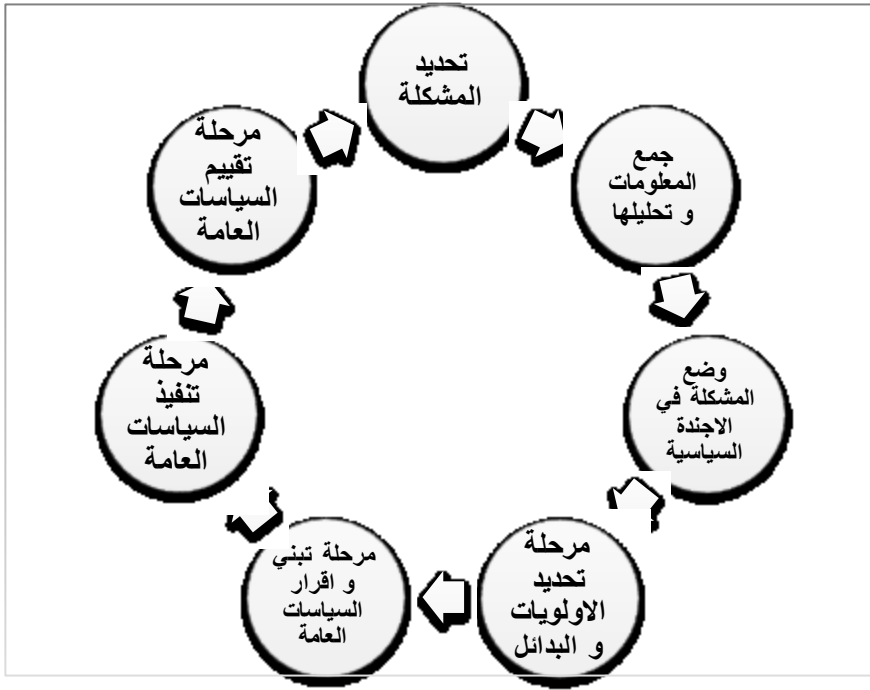 تحديد
المشكلة
جمع
المعلومات
و تحليلها
وضع
المشكلة في
الاجندة
السياسية
مرحلة
تحديد
الاولويات
و البدائل
مرحلة تبني
و اقرار
السياسات
العامة
مرحلة
تنفيذ
السياسات
العامة
مرحلة
تقييم
السياسات
العامة